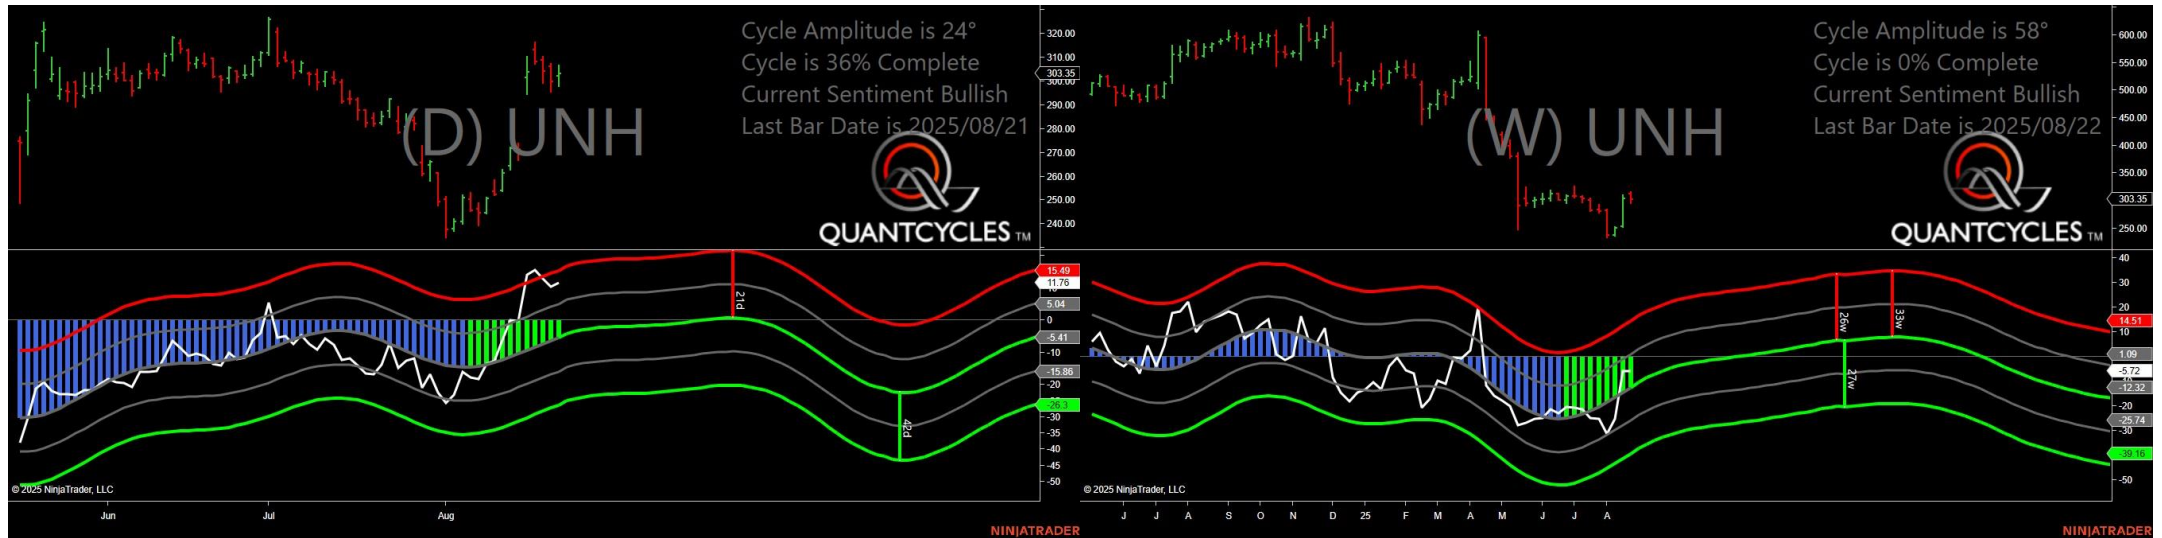 Cycle Amplitude is 24°
Cycle is 36% Complete
Current Sentiment Bullish
Last Bar Date is 2025/08/21
(D) UNH
QUANTCYCLES TM
320.00
310.00
303.35
300.00
290.00
280.00
270.00
260.00
250.00
240.00
15.49
11.76
10
5.04
0
-5.41
-10
-15.86
-20
-26.3
-30
-35
-40
-45
-50
21d
42d
© 2025 NinjaTrader, LLC
Jun
Jul
Aug
NINJATRADER
Cycle Amplitude is 58°
Cycle is 0% Complete
Current Sentiment Bullish
Last Bar Date is 2025/08/22
(W) UNH
QUANTCYCLES TM
600.00
550.00
500.00
450.00
400.00
350.00
303.35
250.00
40
30
20
14.51
10
1.09
-5.72
-12.32
-20
-25.74
-30
-39.16
-50
26w
33w
27w
© 2025 NinjaTrader, LLC
J J A S O N D 25 F M M J J A
NINJATRADER